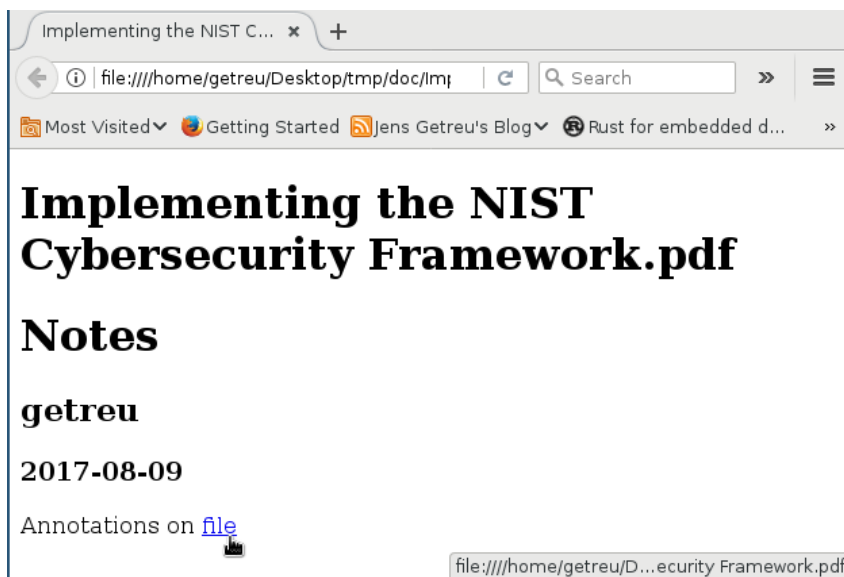 Implementing the NIST C...
file:////home/getreu/Desktop/tmp/doc/Imp
Search
Most Visited Getting Started Jens Getreu's Blog Rust for embedded d...
Implementing the NIST
Cybersecurity Framework.pdf
Notes
getreu
2017-08-09
Annotations on file
file:////home/getreu/D...ecurity Framework.pdf